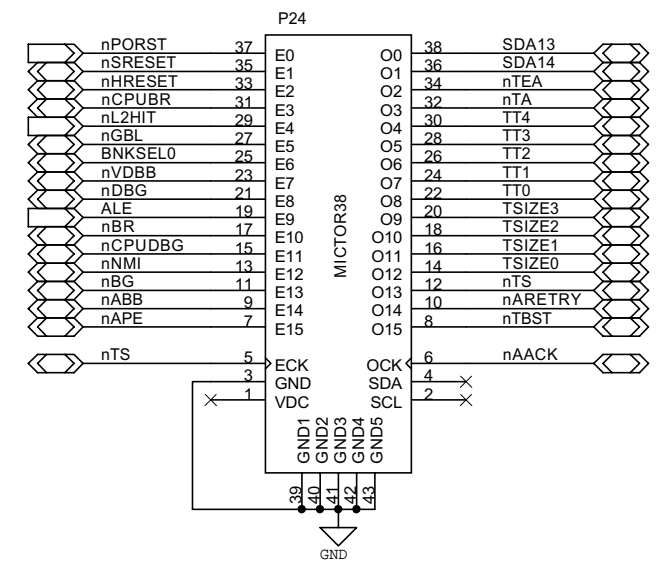 P24
nPORST 37 E0 O0 38 SDA13
nSRESET 35 E1 O1 36 SDA14
nHRESET 33 E2 O2 34 nTEA
nCPUBR 31 E3 O3 32 nTA
nL2HIT 29 E4 O4 30 TT4
nGBL 27 E5 O5 28 TT3
BNKSEL0 25 E6 O6 26 TT2
nVDBB 23 E7 O7 24 TT1
nDBG 21 E8 O8 22 TT0
ALE 19 E9 O9 20 TSIZE3
nBR 17 E10 O10 18 TSIZE2
nCPUDBG 15 E11 O11 16 TSIZE1
nNMI 13 E12 O12 14 TSIZE0
nBG 11 E13 O13 12 nTS
nABB 9 E14 O14 10 nARETRY
nAPE 7 E15 O15 8 nTBST
MICTOR38
nTS 5 ECK OCK 6 nAACK
3 GND SDA 4
1 VDC SCL 2
GND1 GND2 GND3 GND4 GND5
39 40 41 42 43
GND